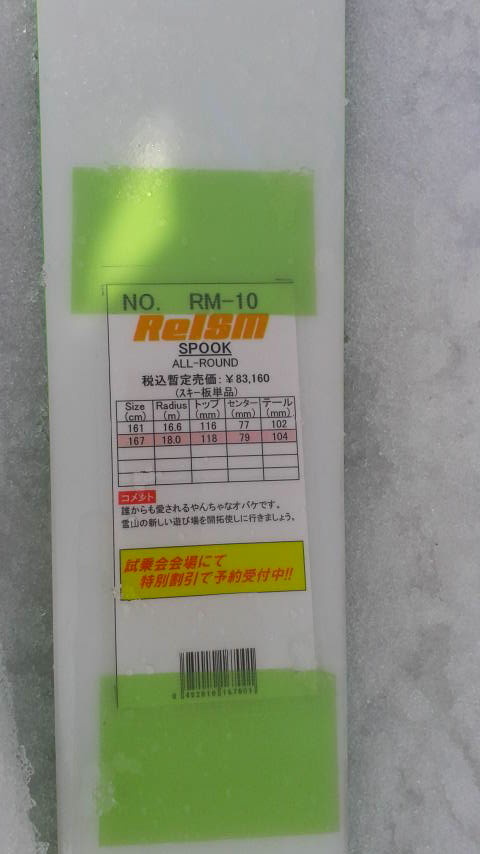 NO. RM-10
ReISM
SPOOK
ALL-ROUND
税込暫定売価：￥83,160
(スキー板単品)
Size (cm) Radius (m) トップ (mm) センター (mm) テール (mm)
161 16.6 116 77 102
167 18.0 118 79 104
コメント
誰からも愛されるやんちゃなオバケです。
雪山の新しい遊び場を開拓使しに行きましょう。
試乗会会場にて
特別割引で予約受付中!!